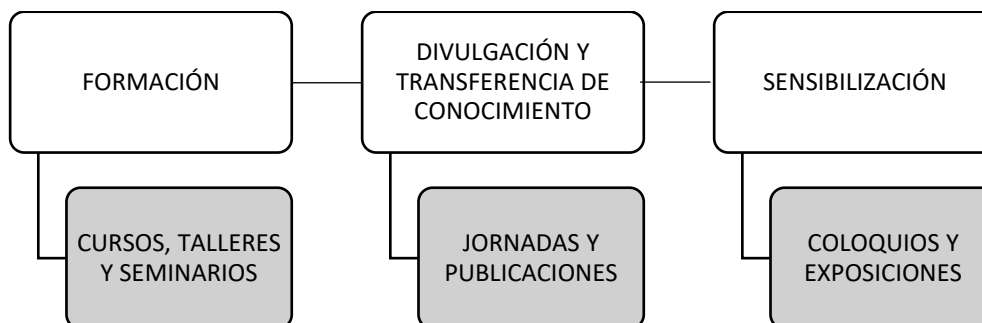 FORMACIÓN
DIVULGACIÓN Y
TRANSFERENCIA DE
CONOCIMIENTO
SENSIBILIZACIÓN
CURSOS, TALLERES
Y SEMINARIOS
JORNADAS Y
PUBLICACIONES
COLOQUIOS Y
EXPOSICIONES